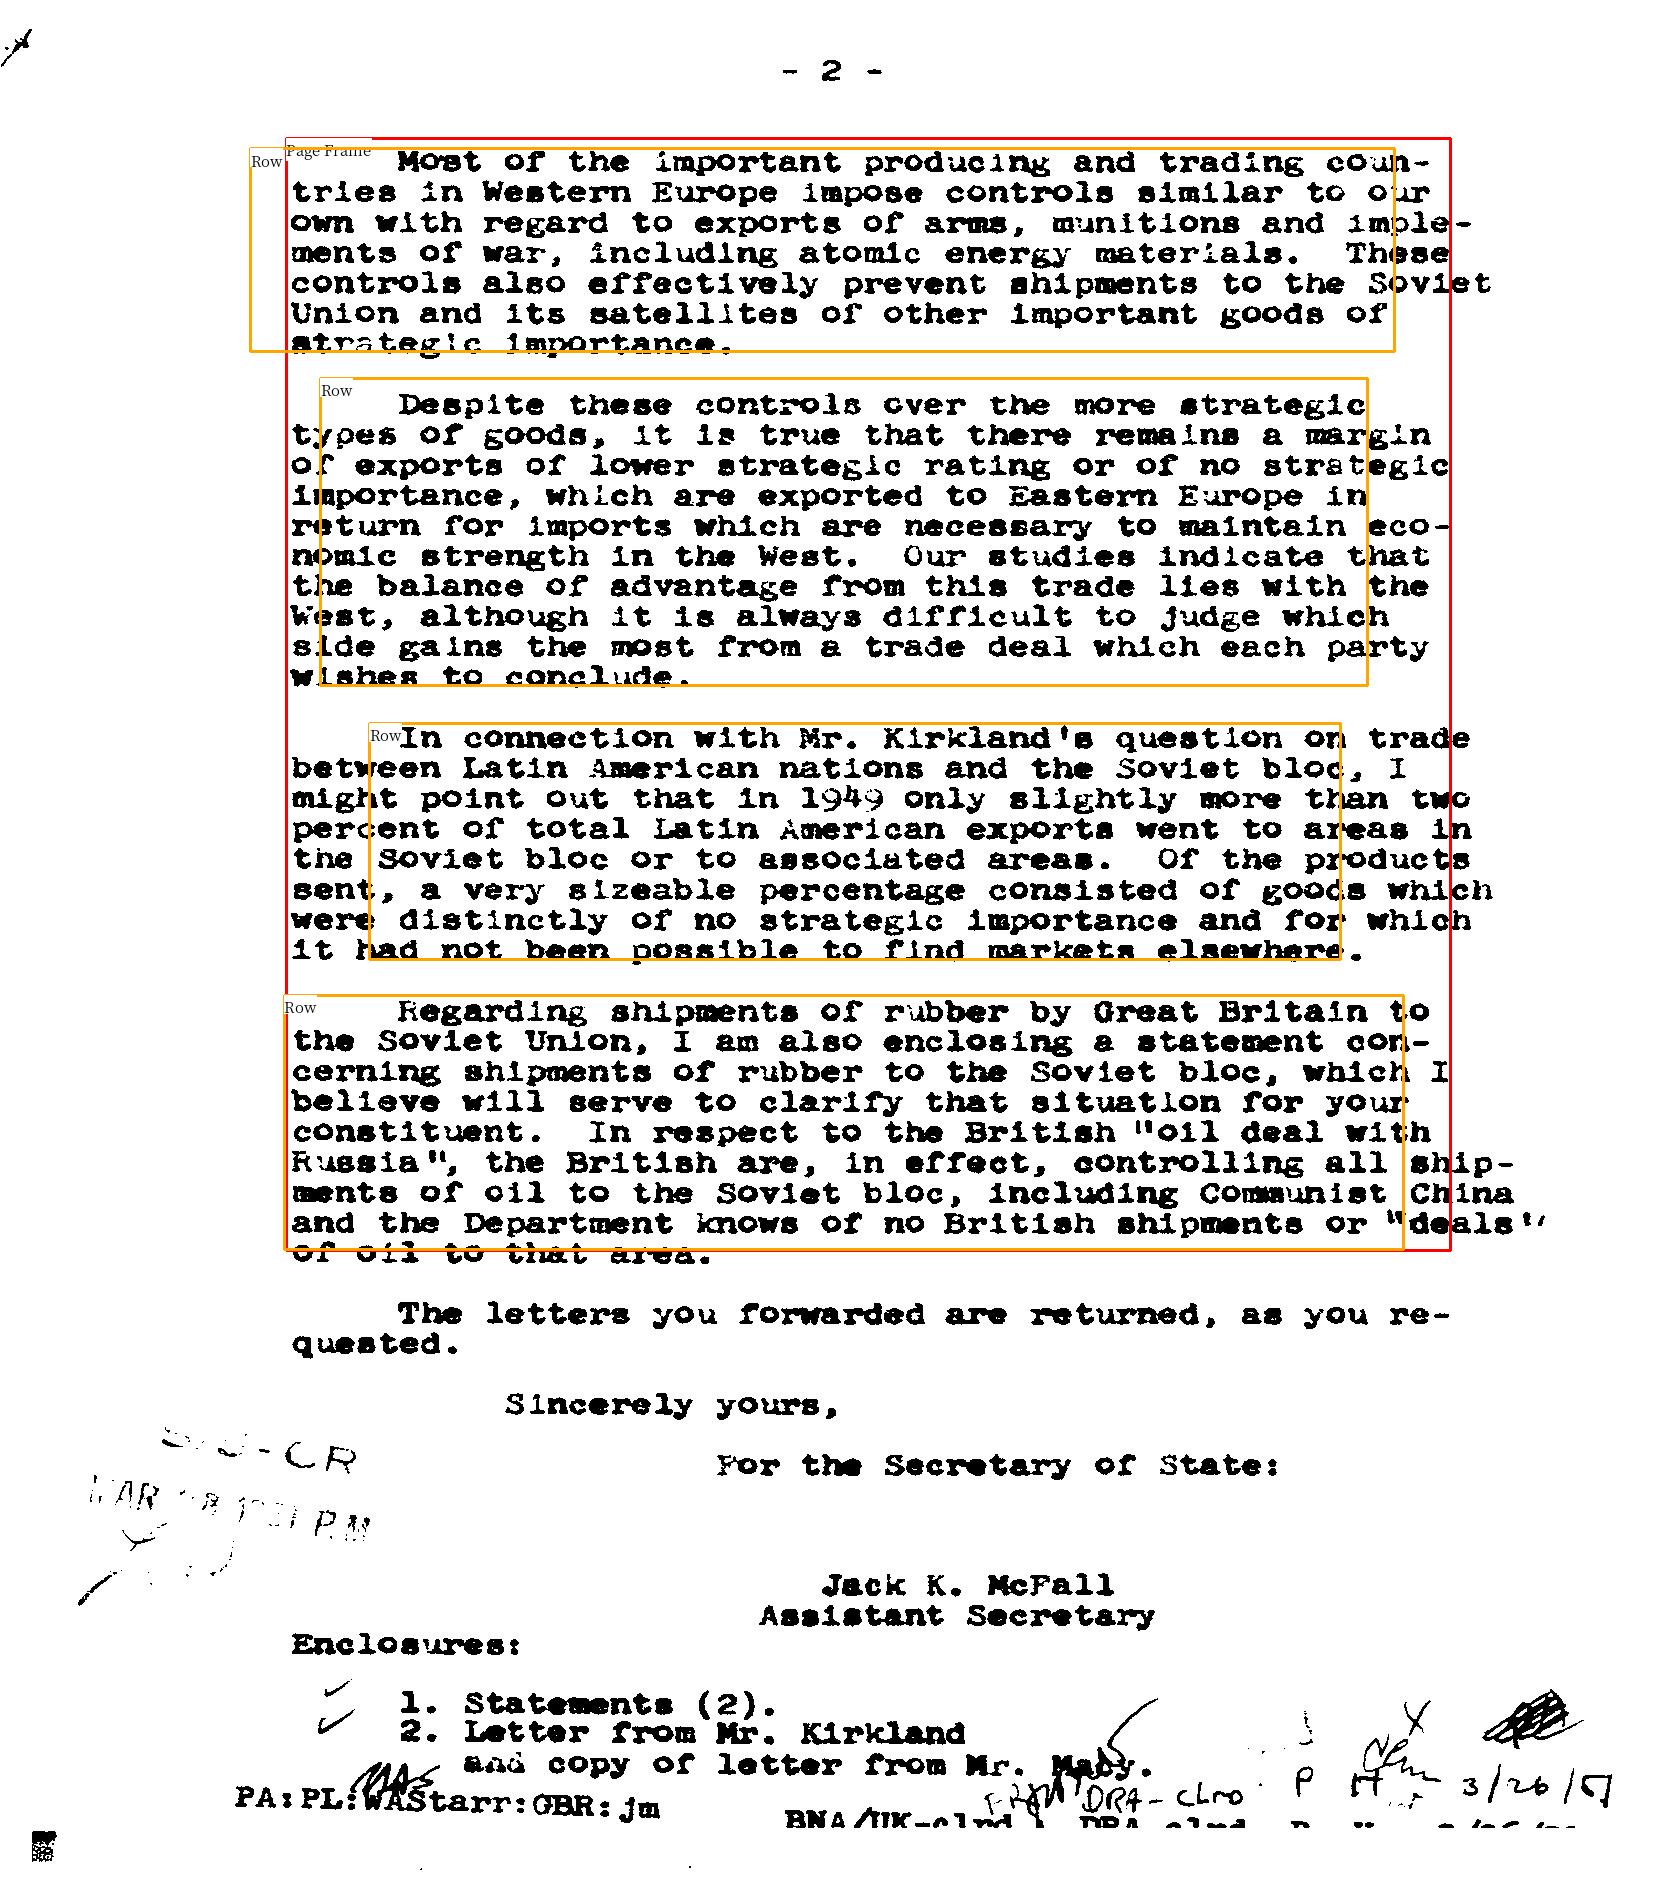 - 2 -
Most of the important producing and trading coun-
tries in Western Europe impose controls similar to our
own with regard to exports of arms, munitions and imple-
ments of war, including atomic energy materials. These
controls also effectively prevent shipments to the Soviet
Union and its satellites of other important goods of
strategic importance.
Despite these controls over the more strategic
types of goods, it is true that there remains a margin
of exports of lower strategic rating or of no strategic
importance, which are exported to Eastern Europe in
return for imports which are necessary to maintain eco-
nomic strength in the West. Our studies indicate that
the balance of advantage from this trade lies with the
West, although it is always difficult to judge which
side gains the most from a trade deal which each party
wishes to conclude.
In connection with Mr. Kirkland's question on trade
between Latin American nations and the Soviet bloc, I
might point out that in 1949 only slightly more than two
percent of total Latin American exports went to areas in
the Soviet bloc or to associated areas. Of the products
sent, a very sizeable percentage consisted of goods which
were distinctly of no strategic importance and for which
it had not been possible to find markets elsewhere.
Regarding shipments of rubber by Great Britain to
the Soviet Union, I am also enclosing a statement con-
cerning shipments of rubber to the Soviet bloc, which I
believe will serve to clarify that situation for your
constituent. In respect to the British "oil deal with
Russia", the British are, in effect, controlling all ship-
ments of oil to the Soviet bloc, including Communist China
and the Department knows of no British shipments or "deals"
of oil to that area.
The letters you forwarded are returned, as you re-
quested.
Sincerely yours,
For the Secretary of State:
CR
P.M
Jack K. McFall
Assistant Secretary
Enclosures:
1. Statements (2).
2. Letter from Mr. Kirkland
and copy of letter from Mr. Maby.
PA:PL:WAStarr:GBR:jm
DRA-clro P H 3/26/51
BNA/UK-clrd DRA-clrd
Page Frame
Row
Row
Row
Row